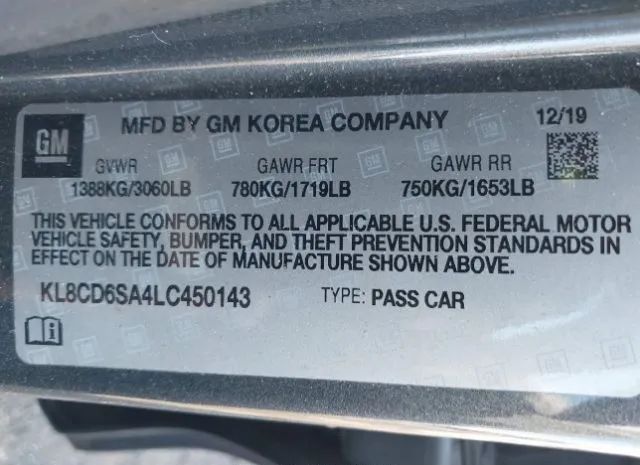 GM
MFD BY GM KOREA COMPANY
12/19
GVWR GAWR FRT GAWR RR
1388KG/3060LB 780KG/1719LB 750KG/1653LB
THIS VEHICLE CONFORMS TO ALL APPLICABLE U.S. FEDERAL MOTOR
VEHICLE SAFETY, BUMPER, AND THEFT PREVENTION STANDARDS IN
EFFECT ON THE DATE OF MANUFACTURE SHOWN ABOVE.
KL8CD6SA4LC450143 TYPE: PASS CAR